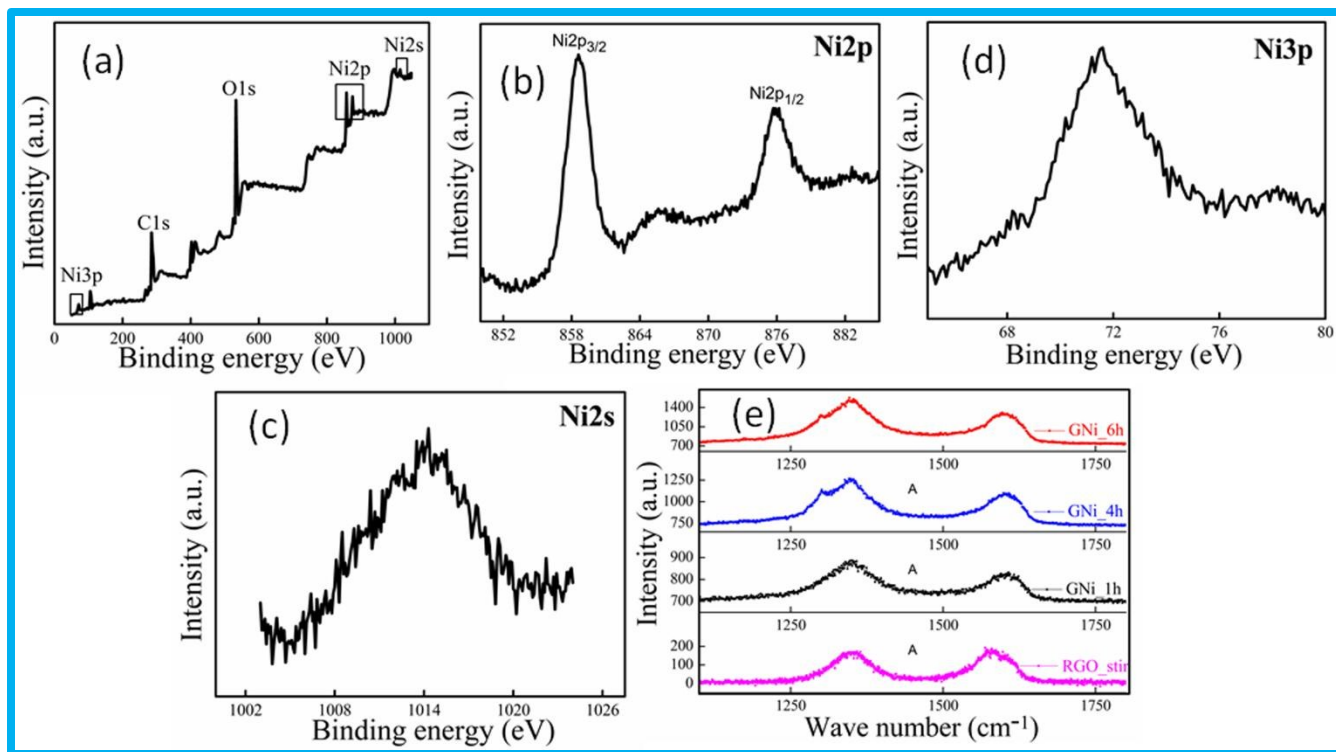 (a)
Ni2s
Ni2p
O1s
C1s
Ni3p
Intensity (a.u.)
0 200 400 600 800 1000
Binding energy (eV)
(b)
Ni2p
Ni2p3/2
Ni2p1/2
Intensity (a.u.)
852 858 864 870 876 882
Binding energy (eV)
(d)
Ni3p
Intensity (a.u.)
68 72 76 80
Binding energy (eV)
(c)
Ni2s
Intensity (a.u.)
1002 1008 1014 1020 1026
Binding energy (eV)
(e)
1400
1050
700
GNi_6h
1250 1500 1750
A
1250
1000
750
GNi_4h
1250 1500 1750
A
900
800
700
GNi_1h
1250 1500 1750
A
200
100
0
RGO_stir
1250 1500 1750
Intensity (a.u.)
Wave number (cm-1)